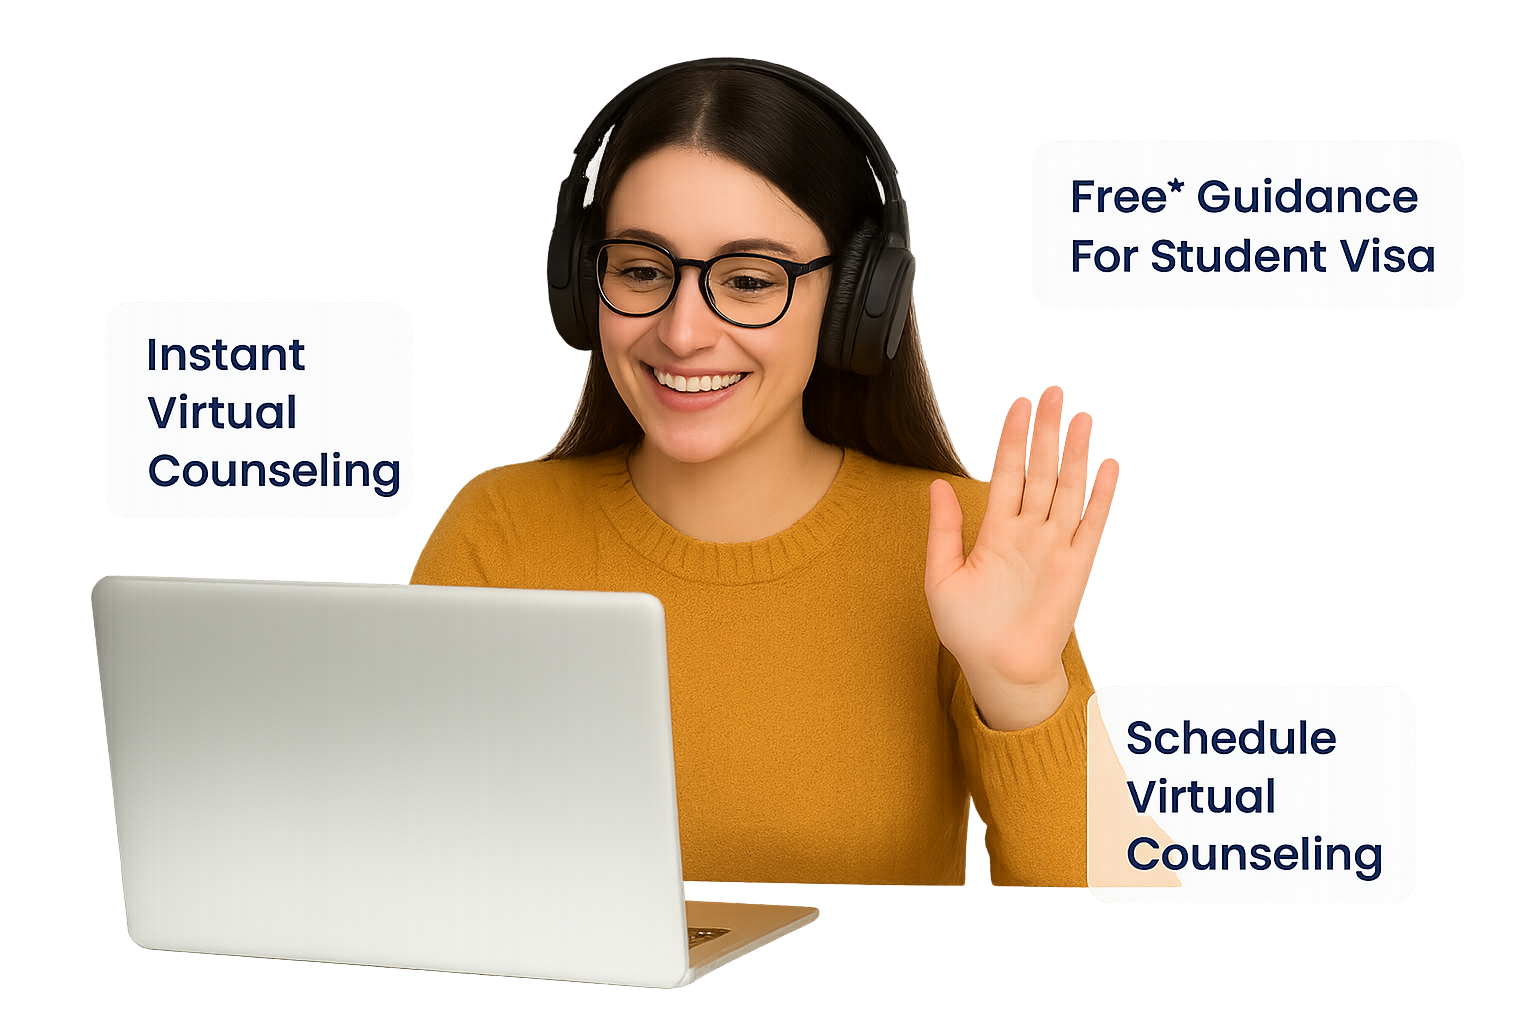 Free* Guidance
For Student Visa
Instant
Virtual
Counseling
Schedule
Virtual
Counseling